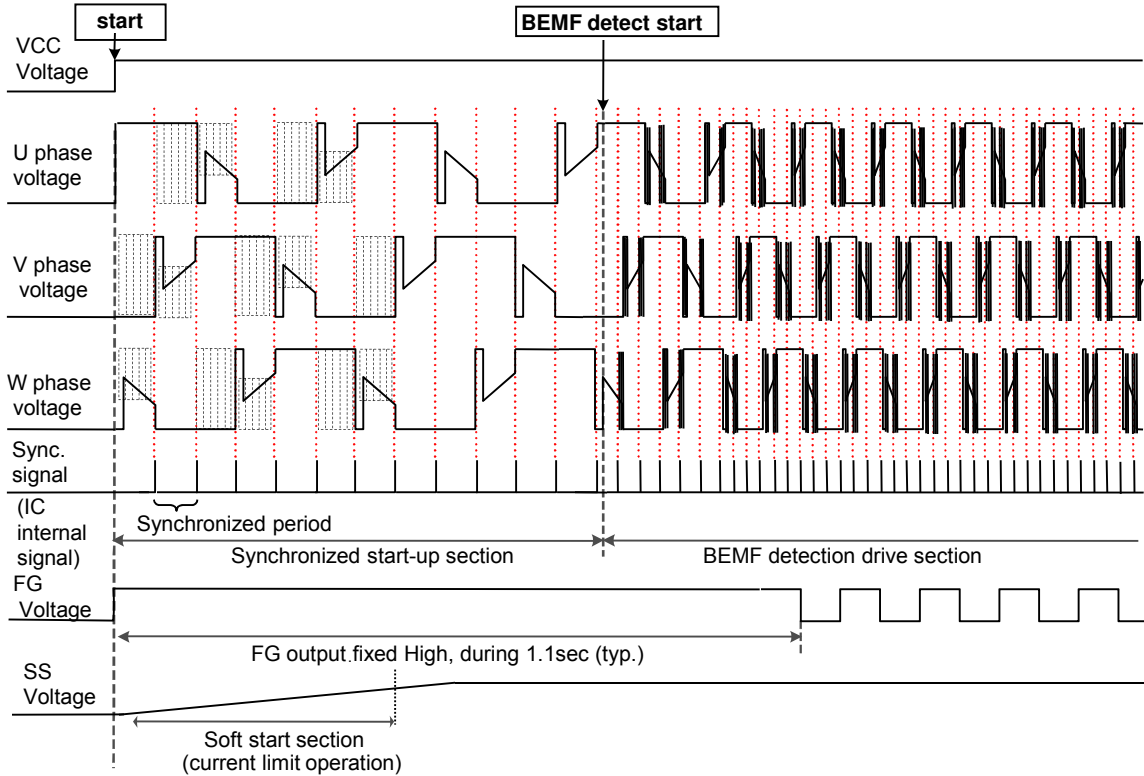 start
BEMF detect start
VCC
Voltage
U phase
voltage
V phase
voltage
W phase
voltage
Sync.
signal
(IC
internal
signal)
Synchronized period
Synchronized start-up section
BEMF detection drive section
FG
Voltage
FG output fixed High, during 1.1sec (typ.)
SS
Voltage
Soft start section
(current limit operation)